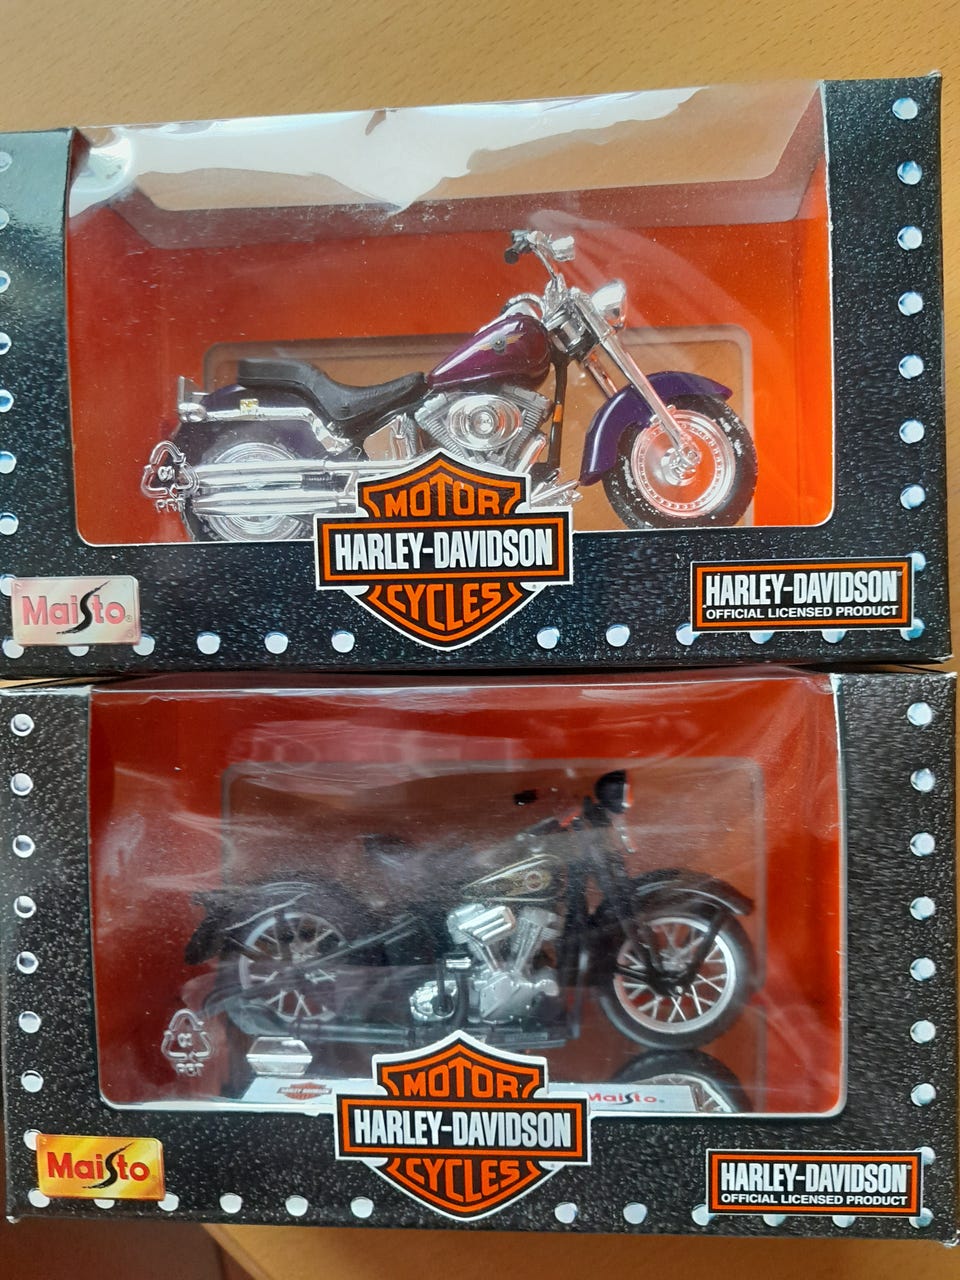 MOTOR
HARLEY-DAVIDSON
CYCLES
Maisto
HARLEY-DAVIDSON
OFFICIAL LICENSED PRODUCT
Maisto
MOTOR
HARLEY-DAVIDSON
CYCLES
Maisto
HARLEY-DAVIDSON
OFFICIAL LICENSED PRODUCT